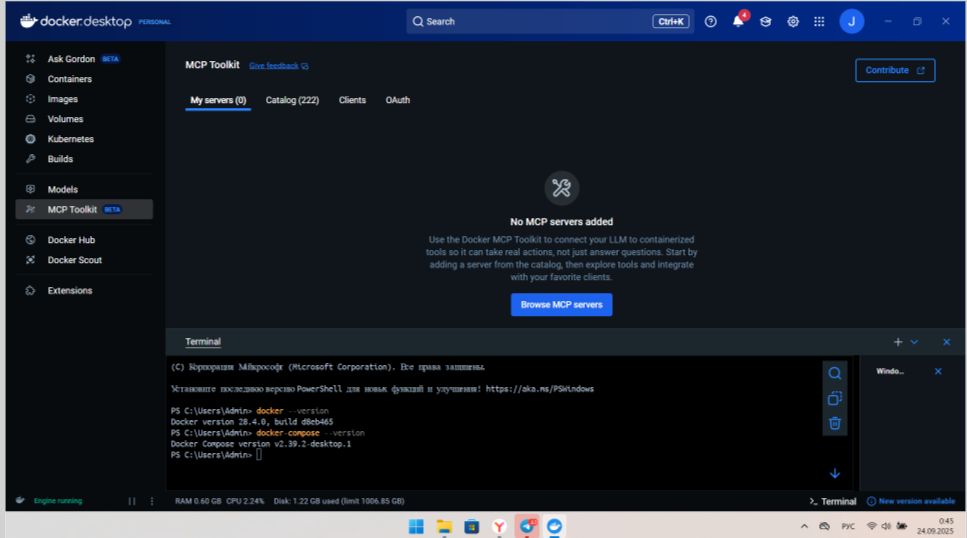 docker.desktop PERSONAL
Search Ctrl+K
4
J
Ask Gordon BETA
Containers
Images
Volumes
Kubernetes
Builds
Models
MCP Toolkit BETA
Docker Hub
Docker Scout
Extensions
MCP Toolkit Give feedback
Contribute
My servers (0) Catalog (222) Clients OAuth
No MCP servers added
Use the Docker MCP Toolkit to connect your LLM to containerized
tools so it can take real actions, not just answer questions. Start by
adding a server from the catalog, then explore tools and integrate
with your favorite clients.
Browse MCP servers
Terminal
(C) Корпорация Майкрософт (Microsoft Corporation). Все права защищены.
Установите последнюю версию PowerShell для новых функций и улучшения! https://aka.ms/PSWindows
PS C:\Users\Admin> docker --version
Docker version 28.4.0, build d8eb465
PS C:\Users\Admin> docker-compose --version
Docker Compose version v2.39.2-desktop.1
PS C:\Users\Admin>
Windo...
Engine running
RAM 0.60 GB CPU 2.24% Disk: 1.22 GB used (limit 1006.85 GB)
Terminal
New version available
РУС
0:45
24.09.2025